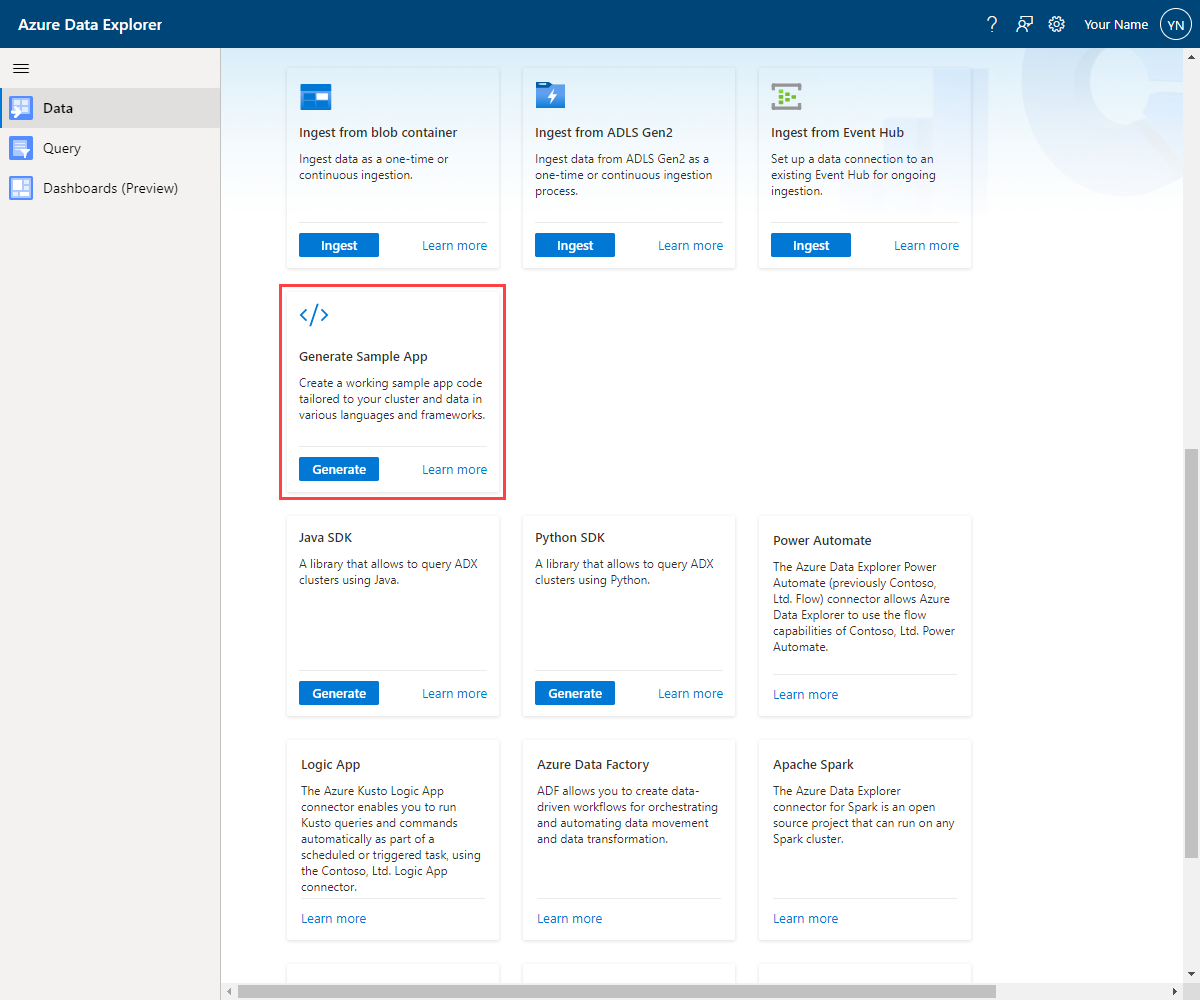 Azure Data Explorer
? Your Name YN
Data
Query
Dashboards (Preview)
Ingest from blob container
Ingest data as a one-time or
continuous ingestion.
Ingest Learn more
Ingest from ADLS Gen2
Ingest data from ADLS Gen2 as a
one-time or continuous ingestion
process.
Ingest Learn more
Ingest from Event Hub
Set up a data connection to an
existing Event Hub for ongoing
ingestion.
Ingest Learn more
Generate Sample App
Create a working sample app code
tailored to your cluster and data in
various languages and frameworks.
Generate Learn more
Java SDK
A library that allows to query ADX
clusters using Java.
Generate Learn more
Python SDK
A library that allows to query ADX
clusters using Python.
Generate Learn more
Power Automate
The Azure Data Explorer Power
Automate (previously Contoso,
Ltd. Flow) connector allows Azure
Data Explorer to use the flow
capabilities of Contoso, Ltd. Power
Automate.
Learn more
Logic App
The Azure Kusto Logic App
connector enables you to run
Kusto queries and commands
automatically as part of a
scheduled or triggered task, using
the Contoso, Ltd. Logic App
connector.
Learn more
Azure Data Factory
ADF allows you to create data-
driven workflows for orchestrating
and automating data movement
and data transformation.
Learn more
Apache Spark
The Azure Data Explorer
connector for Spark is an open
source project that can run on any
Spark cluster.
Learn more